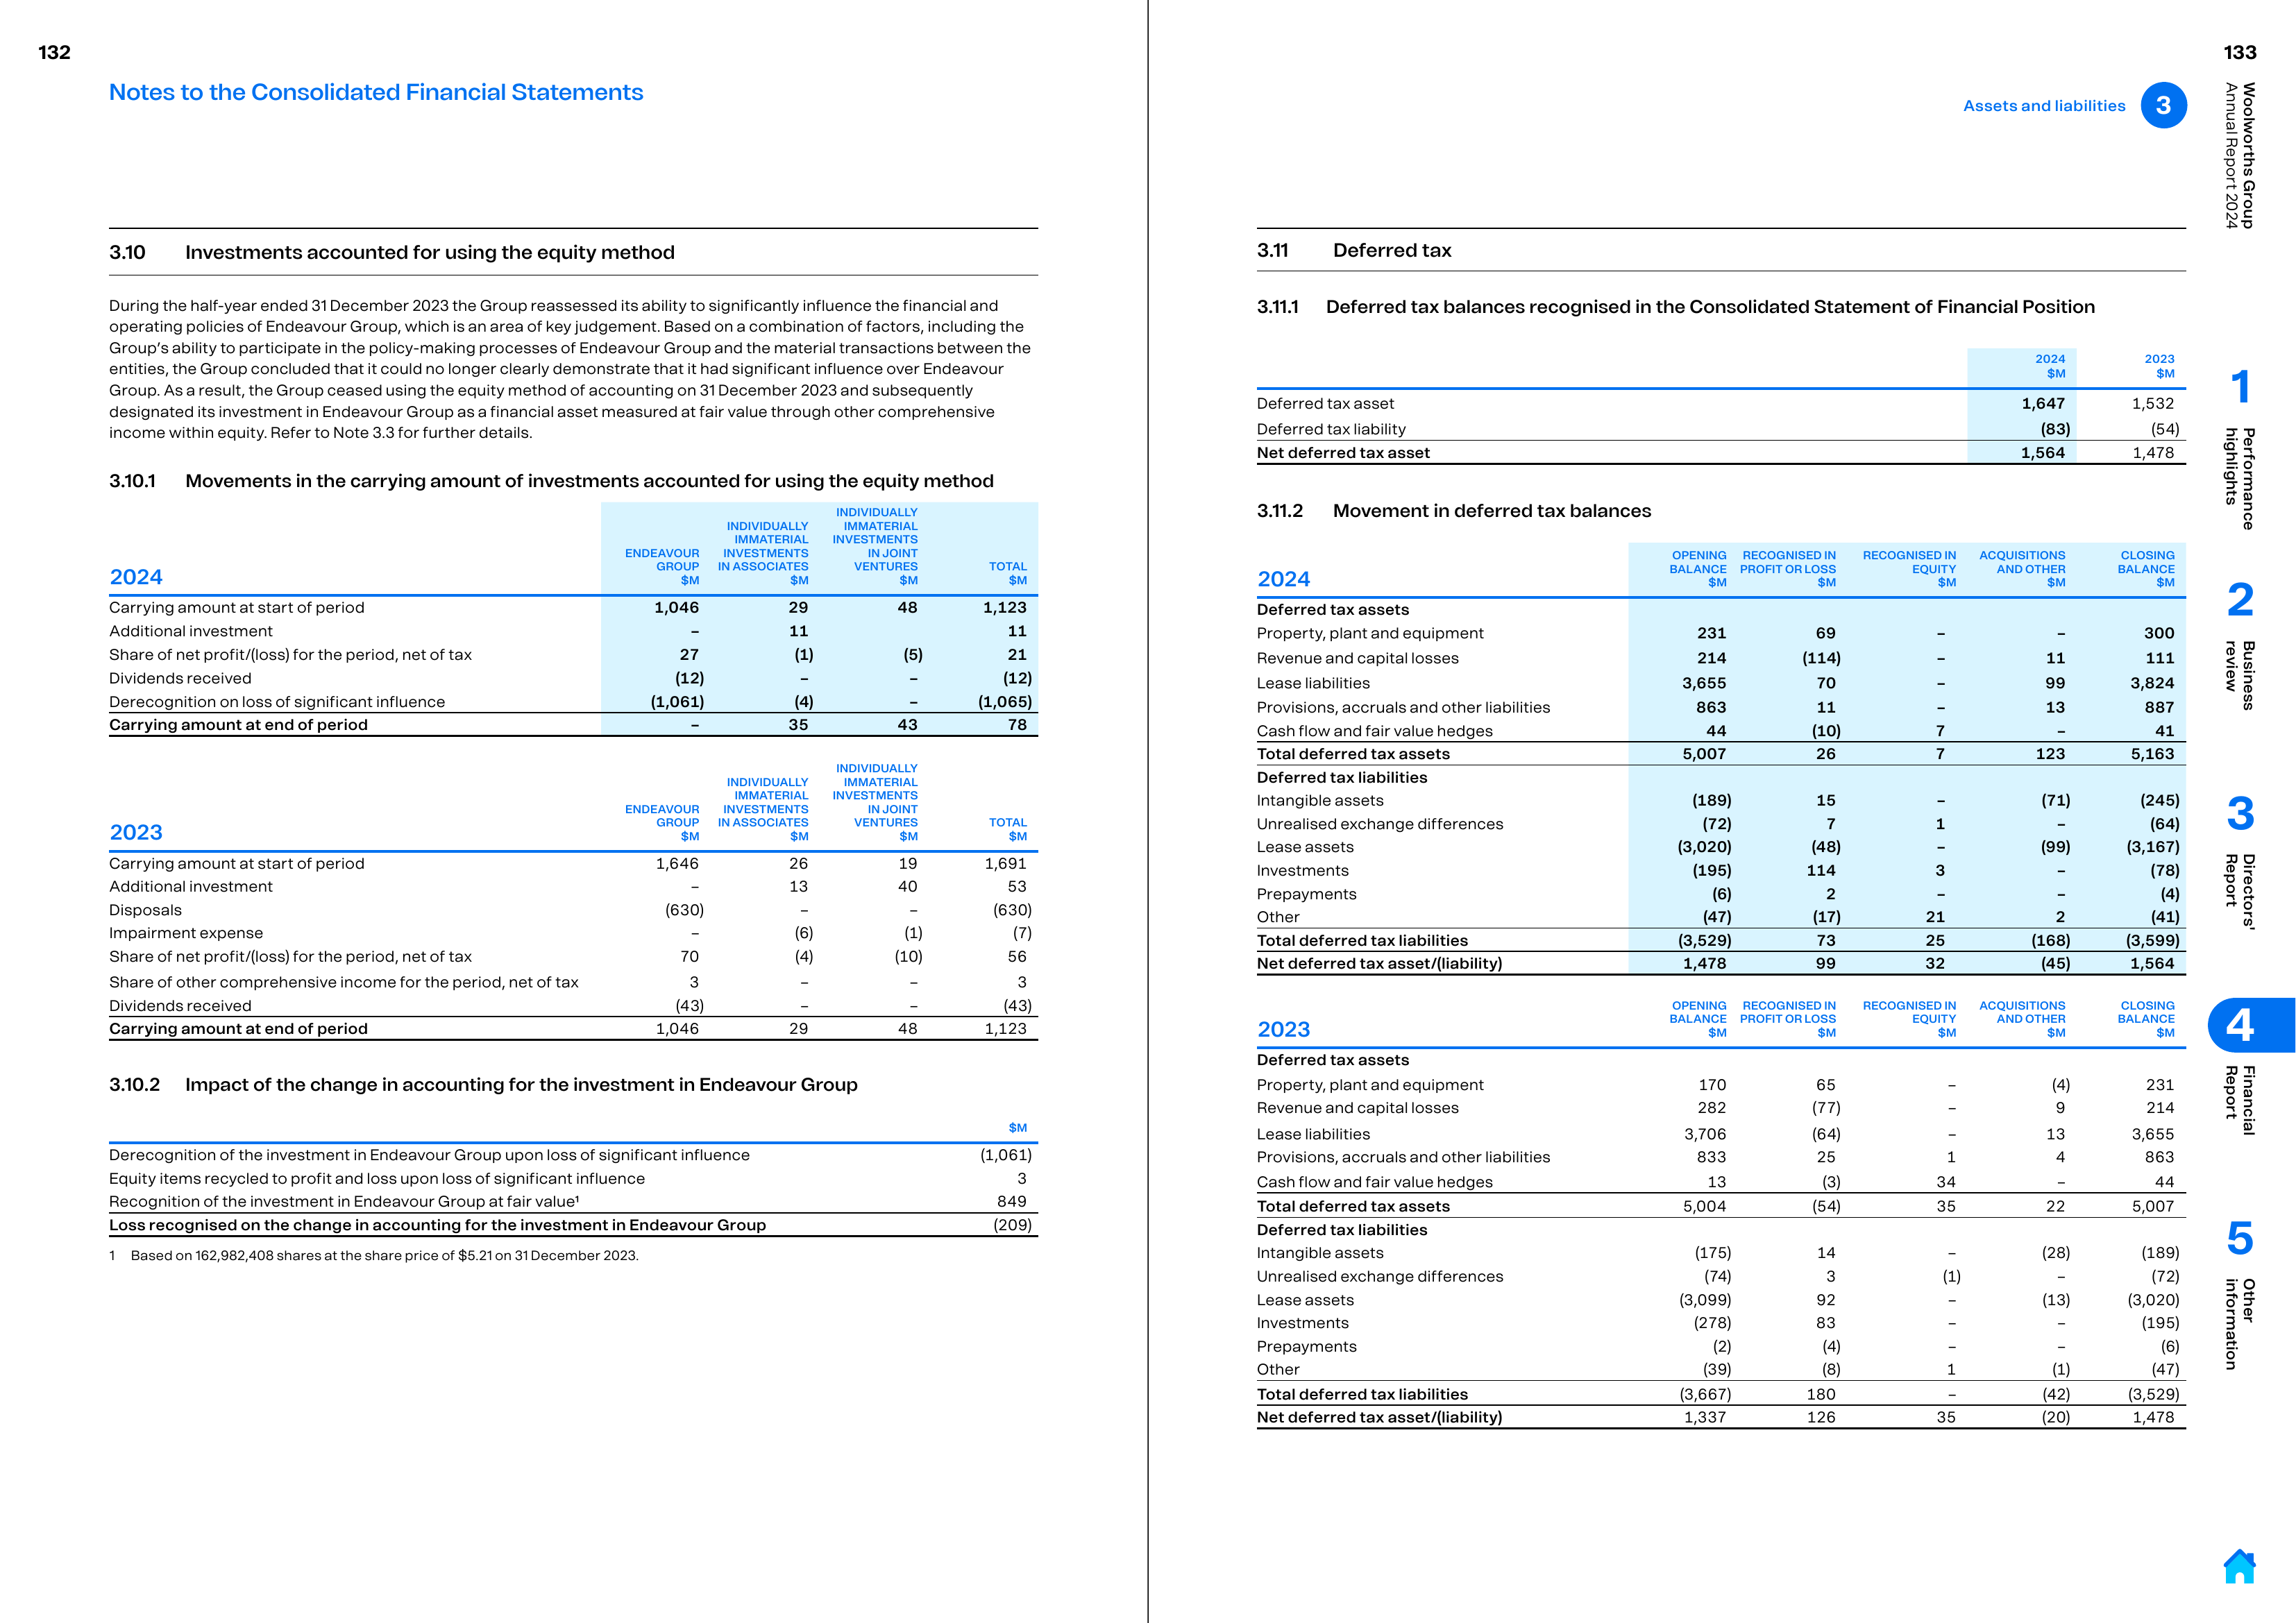 132
Notes to the Consolidated Financial Statements
3.10 Investments accounted for using the equity method
During the half-year ended 31 December 2023 the Group reassessed its ability to significantly influence the financial and
operating policies of Endeavour Group, which is an area of key judgement. Based on a combination of factors, including the
Group's ability to participate in the policy-making processes of Endeavour Group and the material transactions between the
entities, the Group concluded that it could no longer clearly demonstrate that it had significant influence over Endeavour
Group. As a result, the Group ceased using the equity method of accounting on 31 December 2023 and subsequently
designated its investment in Endeavour Group as a financial asset measured at fair value through other comprehensive
income within equity. Refer to Note 3.3 for further details.
3.10.1 Movements in the carrying amount of investments accounted for using the equity method
2024 ENDEAVOUR GROUP $M INDIVIDUALLY IMMATERIAL INVESTMENTS IN ASSOCIATES $M INDIVIDUALLY IMMATERIAL INVESTMENTS IN JOINT VENTURES $M TOTAL $M
Carrying amount at start of period 1,046 29 48 1,123
Additional investment – 11 11
Share of net profit/(loss) for the period, net of tax 27 (1) (5) 21
Dividends received (12) – – (12)
Derecognition on loss of significant influence (1,061) (4) – (1,065)
Carrying amount at end of period – 35 43 78
2023 ENDEAVOUR GROUP $M INDIVIDUALLY IMMATERIAL INVESTMENTS IN ASSOCIATES $M INDIVIDUALLY IMMATERIAL INVESTMENTS IN JOINT VENTURES $M TOTAL $M
Carrying amount at start of period 1,646 26 19 1,691
Additional investment – 13 40 53
Disposals (630) – – (630)
Impairment expense – (6) (1) (7)
Share of net profit/(loss) for the period, net of tax 70 (4) (10) 56
Share of other comprehensive income for the period, net of tax 3 – – 3
Dividends received (43) – – (43)
Carrying amount at end of period 1,046 29 48 1,123
3.10.2 Impact of the change in accounting for the investment in Endeavour Group
$M
Derecognition of the investment in Endeavour Group upon loss of significant influence (1,061)
Equity items recycled to profit and loss upon loss of significant influence 3
Recognition of the investment in Endeavour Group at fair value¹ 849
Loss recognised on the change in accounting for the investment in Endeavour Group (209)
1 Based on 162,982,408 shares at the share price of $5.21 on 31 December 2023.
133
Assets and liabilities 3
3.11 Deferred tax
3.11.1 Deferred tax balances recognised in the Consolidated Statement of Financial Position
2024 $M 2023 $M
Deferred tax asset 1,647 1,532
Deferred tax liability (83) (54)
Net deferred tax asset 1,564 1,478
3.11.2 Movement in deferred tax balances
2024 OPENING BALANCE $M RECOGNISED IN PROFIT OR LOSS $M RECOGNISED IN EQUITY $M ACQUISITIONS AND OTHER $M CLOSING BALANCE $M
Deferred tax assets
Property, plant and equipment 231 69 – – 300
Revenue and capital losses 214 (114) – 11 111
Lease liabilities 3,655 70 – 99 3,824
Provisions, accruals and other liabilities 863 11 – 13 887
Cash flow and fair value hedges 44 (10) 7 – 41
Total deferred tax assets 5,007 26 7 123 5,163
Deferred tax liabilities
Intangible assets (189) 15 – (71) (245)
Unrealised exchange differences (72) 7 1 – (64)
Lease assets (3,020) (48) – (99) (3,167)
Investments (195) 114 3 – (78)
Prepayments (6) 2 – – (4)
Other (47) (17) 21 2 (41)
Total deferred tax liabilities (3,529) 73 25 (168) (3,599)
Net deferred tax asset/(liability) 1,478 99 32 (45) 1,564
2023 OPENING BALANCE $M RECOGNISED IN PROFIT OR LOSS $M RECOGNISED IN EQUITY $M ACQUISITIONS AND OTHER $M CLOSING BALANCE $M
Deferred tax assets
Property, plant and equipment 170 65 – (4) 231
Revenue and capital losses 282 (77) – 9 214
Lease liabilities 3,706 (64) – 13 3,655
Provisions, accruals and other liabilities 833 25 1 4 863
Cash flow and fair value hedges 13 (3) 34 – 44
Total deferred tax assets 5,004 (54) 35 22 5,007
Deferred tax liabilities
Intangible assets (175) 14 – (28) (189)
Unrealised exchange differences (74) 3 (1) – (72)
Lease assets (3,099) 92 – (13) (3,020)
Investments (278) 83 – – (195)
Prepayments (2) (4) – – (6)
Other (39) (8) 1 (1) (47)
Total deferred tax liabilities (3,667) 180 – (42) (3,529)
Net deferred tax asset/(liability) 1,337 126 35 (20) 1,478
Woolworths Group
Annual Report 2024
1
Performance
highlights
2
Business
review
3
Directors'
Report
4
Financial
Report
5
Other
information